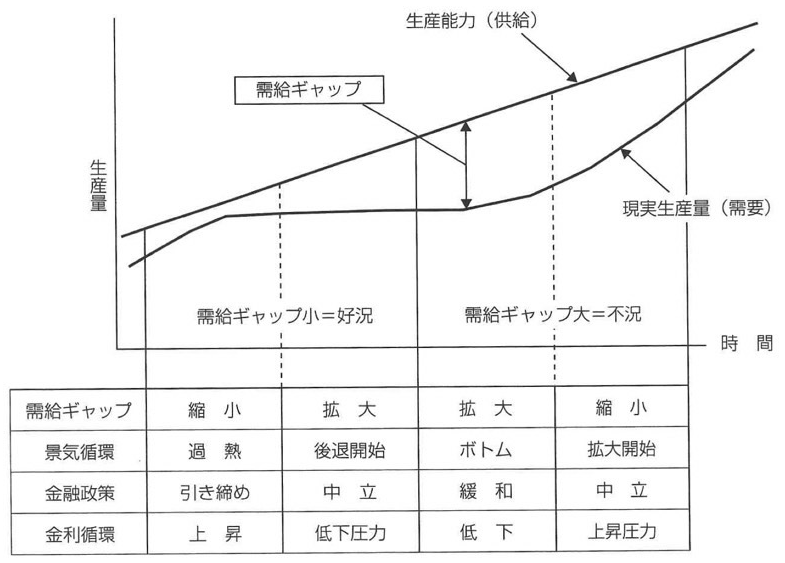 生産能力（供給）
需給ギャップ
生産量
現実生産量（需要）
需給ギャップ小＝好況
需給ギャップ大＝不況
時　間
需給ギャップ 縮　小 拡　大 拡　大 縮　小
景気循環 過　熱 後退開始 ボトム 拡大開始
金融政策 引き締め 中　立 緩　和 中　立
金利循環 上　昇 低下圧力 低　下 上昇圧力